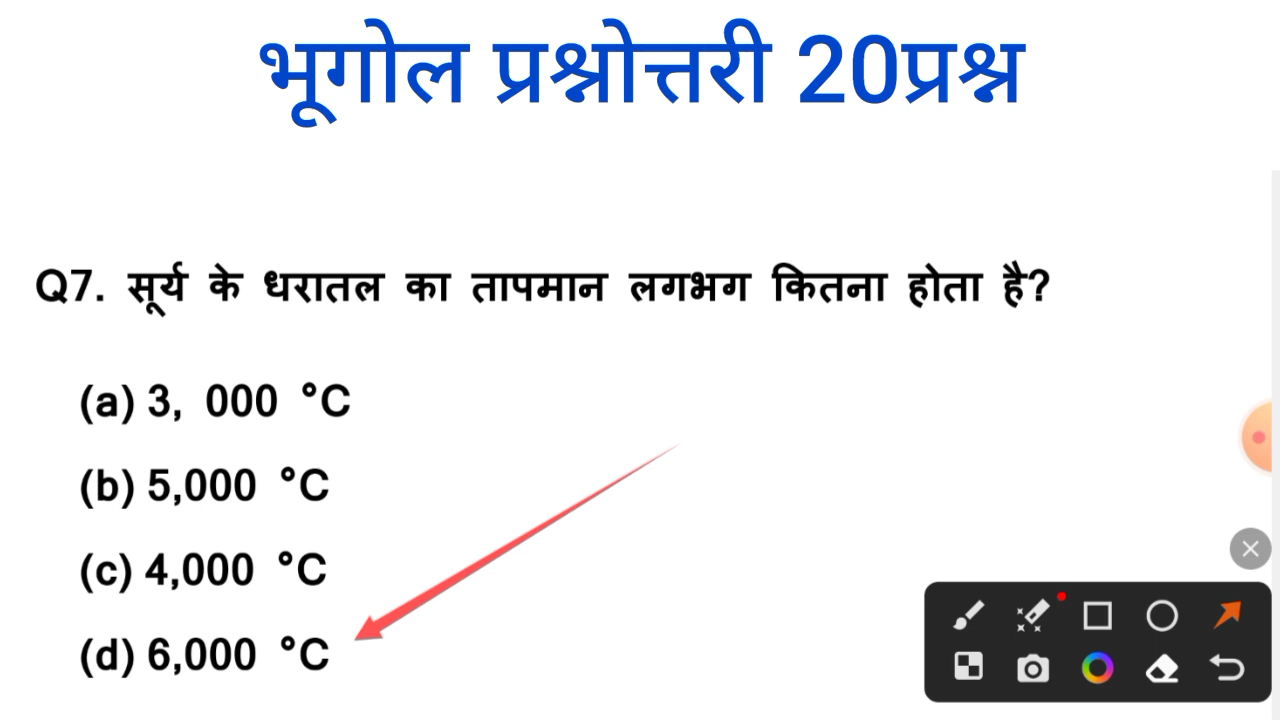 भूगोल प्रश्नोत्तरी 20प्रश्न
Q7. सूर्य के धरातल का तापमान लगभग कितना होता है?
(a) 3, 000 °C
(b) 5,000 °C
(c) 4,000 °C
(d) 6,000 °C